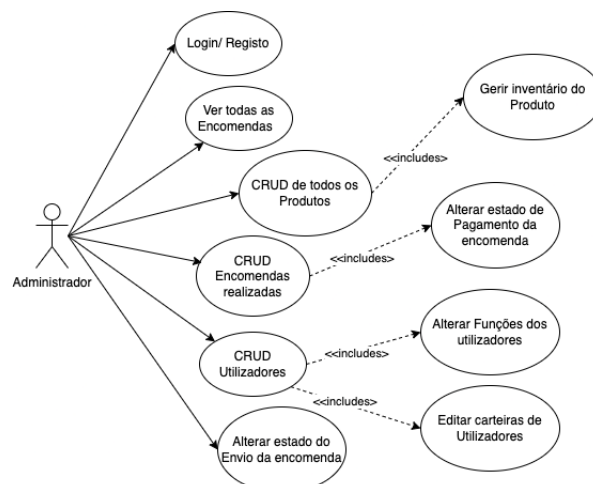 Login/ Registo
Ver todas as
Encomendas
Gerir inventário do
Produto
<<includes>>
CRUD de todos os
Produtos
Alterar estado de
Pagamento da
encomenda
<<includes>>
CRUD
Encomendas
realizadas
Administrador
Alterar Funções dos
utilizadores
<<includes>>
CRUD
Utilizadores
<<includes>>
Editar carteiras de
Utilizadores
Alterar estado do
Envio da encomenda